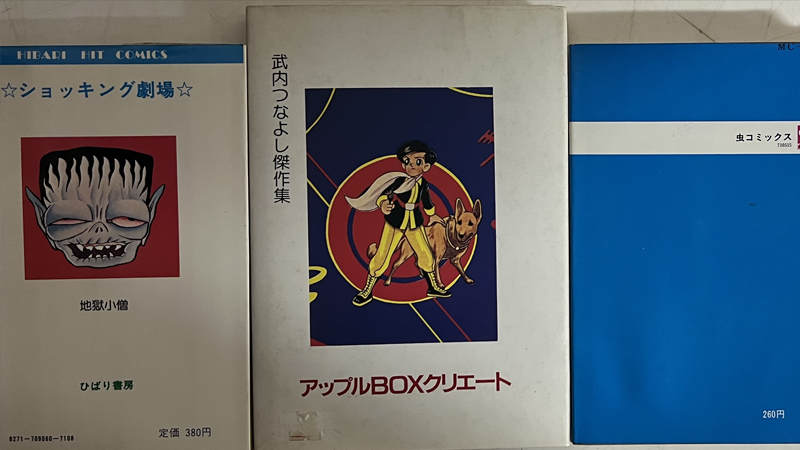 HIBARI HIT COMICS
☆ショッキング劇場☆
地獄小僧
ひばり書房
定価 380円
0271-709060-7108
武内つなよし傑作集
アップルBOXクリエート
MC
虫コミックス
260円